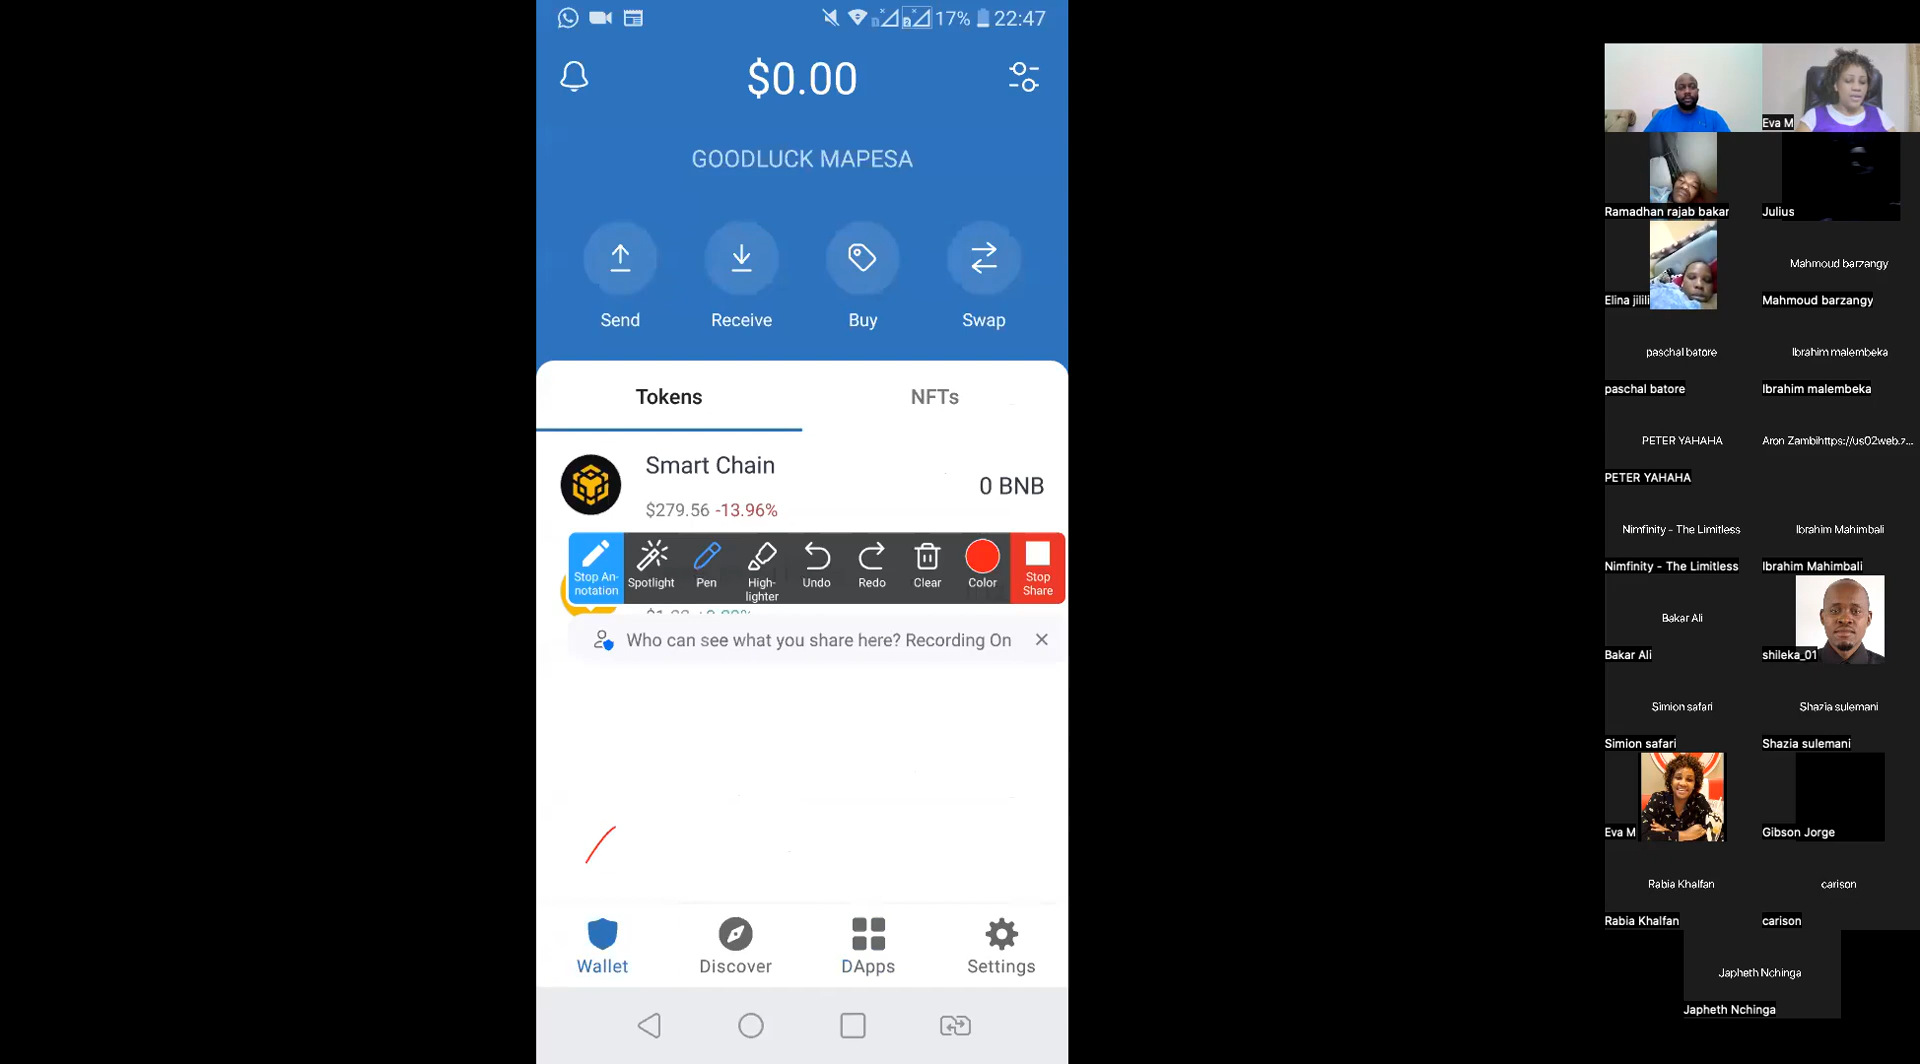 17% 22:47
$0.00
GOODLUCK MAPESA
Send Receive Buy Swap
Tokens NFTs
Smart Chain
0 BNB
$279.56 -13.96%
Stop An-
notation
Spotlight
Pen
High-
lighter
Undo
Redo
Clear
Color
Stop
Share
Who can see what you share here? Recording On
Wallet Discover DApps Settings
Eva M
Ramadhan rajab bakar
Julius
Elina jilili
Mahmoud barzangy
Mahmoud barzangy
paschal batore
paschal batore
Ibrahim malembeka
Ibrahim malembeka
PETER YAHAHA
PETER YAHAHA
Aron Zambihttps://us02web.z...
Nimfinity - The Limitless
Nimfinity - The Limitless
Ibrahim Mahimbali
Ibrahim Mahimbali
Bakar Ali
Bakar Ali
shileka_01
Simion safari
Simion safari
Shazia sulemani
Shazia sulemani
Eva M
Gibson Jorge
Rabia Khalfan
Rabia Khalfan
carison
carison
Japheth Nchinga
Japheth Nchinga